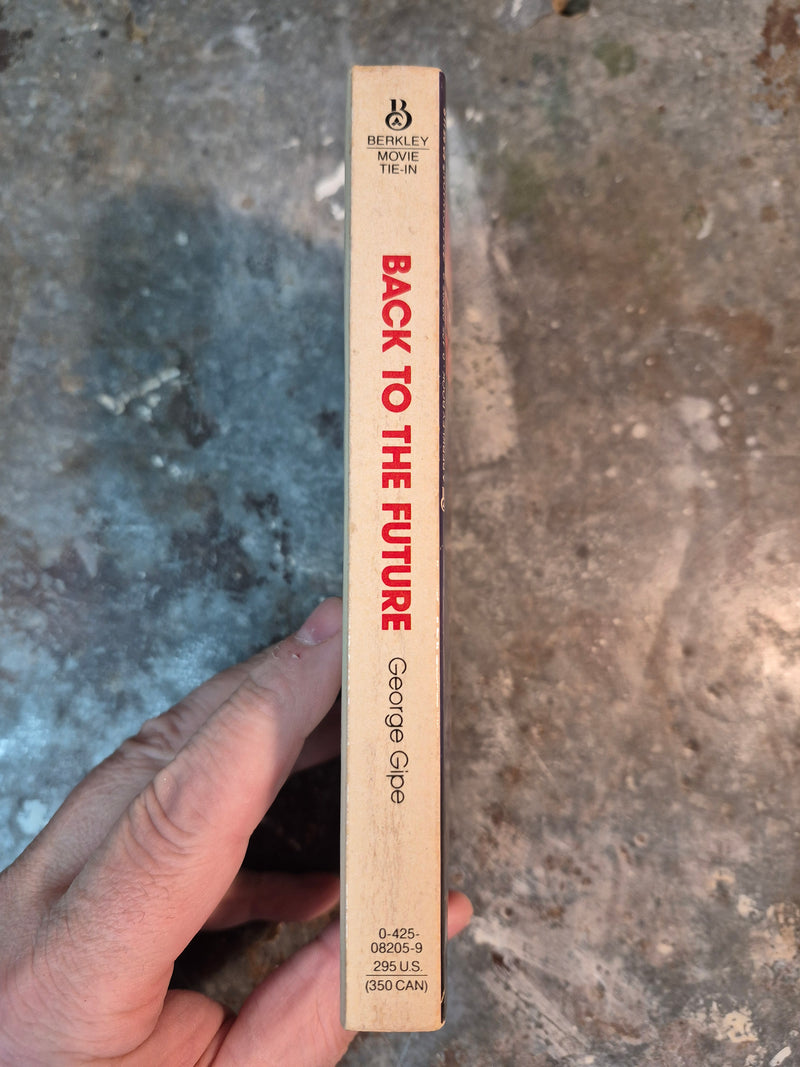 B
BERKLEY
MOVIE
TIE-IN
BACK TO THE FUTURE
George Gipe
0-425-
08205-9
295 U.S.
(350 CAN)